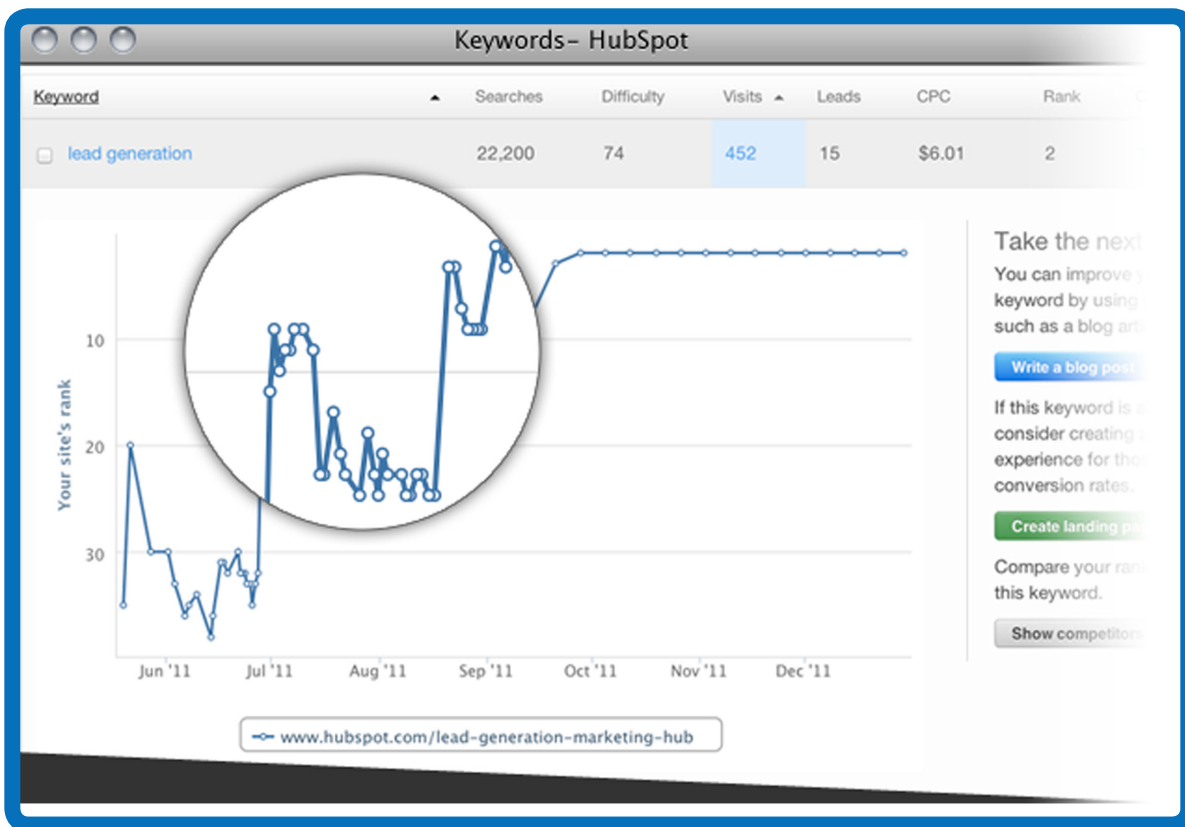 Keywords- HubSpot
Keyword Searches Difficulty Visits Leads CPC Rank
lead generation 22,200 74 452 15 $6.01 2
Take the next
You can improve
keyword by using
such as a blog
Write a blog post
If this keyword is
consider creating
experience for
conversion rates.
Create landing
Compare your
this keyword.
Show competitors
Your site's rank
10
20
30
Jun '11 Jul '11 Aug '11 Sep '11 Oct '11 Nov '11 Dec '11
www.hubspot.com/lead-generation-marketing-hub